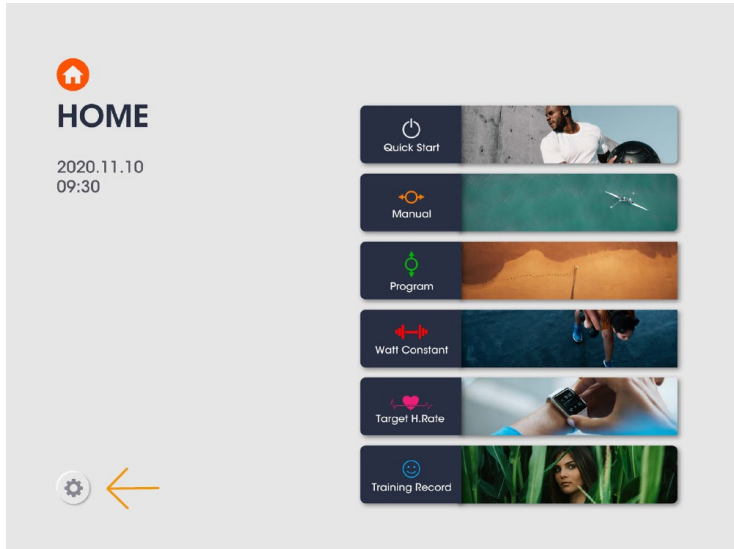 HOME
2020.11.10
09:30
Quick Start
Manual
Program
Watt Constant
Target H.Rate
Training Record